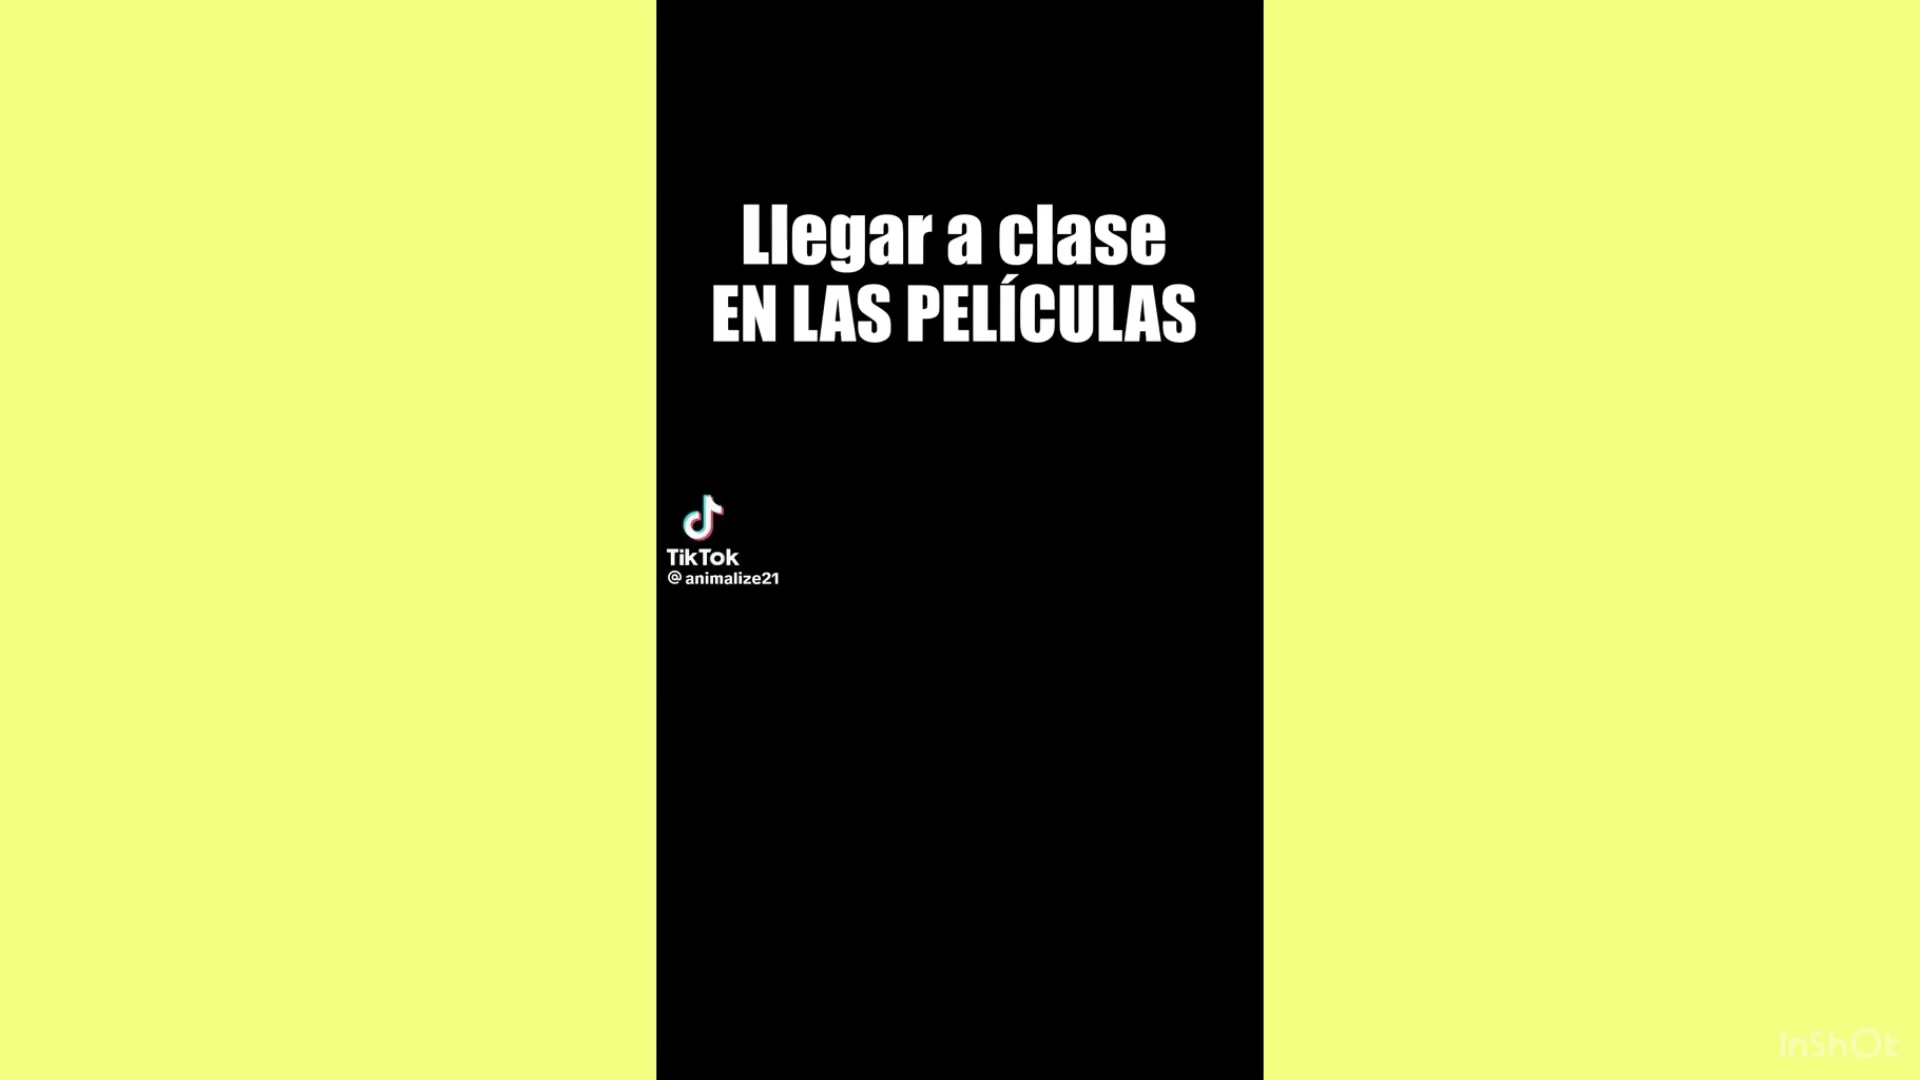 Llegar a clase
EN LAS PELÍCULAS
TikTok
@animalize21
InShOt